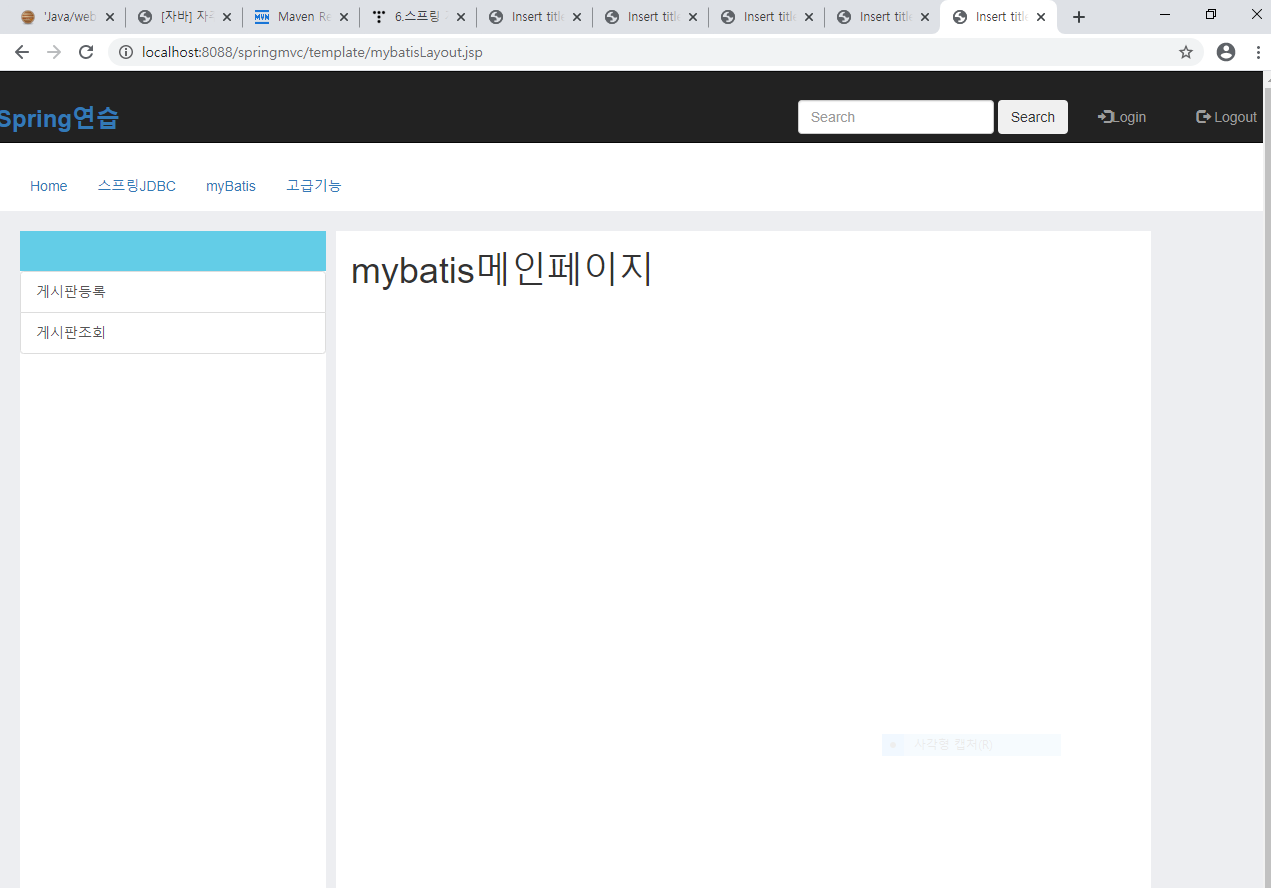 'Java/web
[자바] 자
Maven Re
6.스프링
Insert title
Insert title
Insert title
Insert title
Insert title
localhost:8088/springmvc/template/mybatisLayout.jsp
Spring연습
Search
Search
Login
Logout
Home
스프링JDBC
myBatis
고급기능
mybatis메인페이지
게시판등록
게시판조회
사각형 캡처(R)